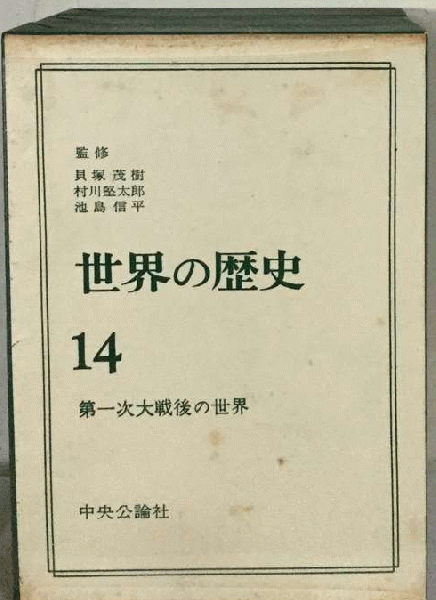 監修
貝塚茂樹
村川堅太郎
池島信平
世界の歴史
14
第一次大戦後の世界
中央公論社